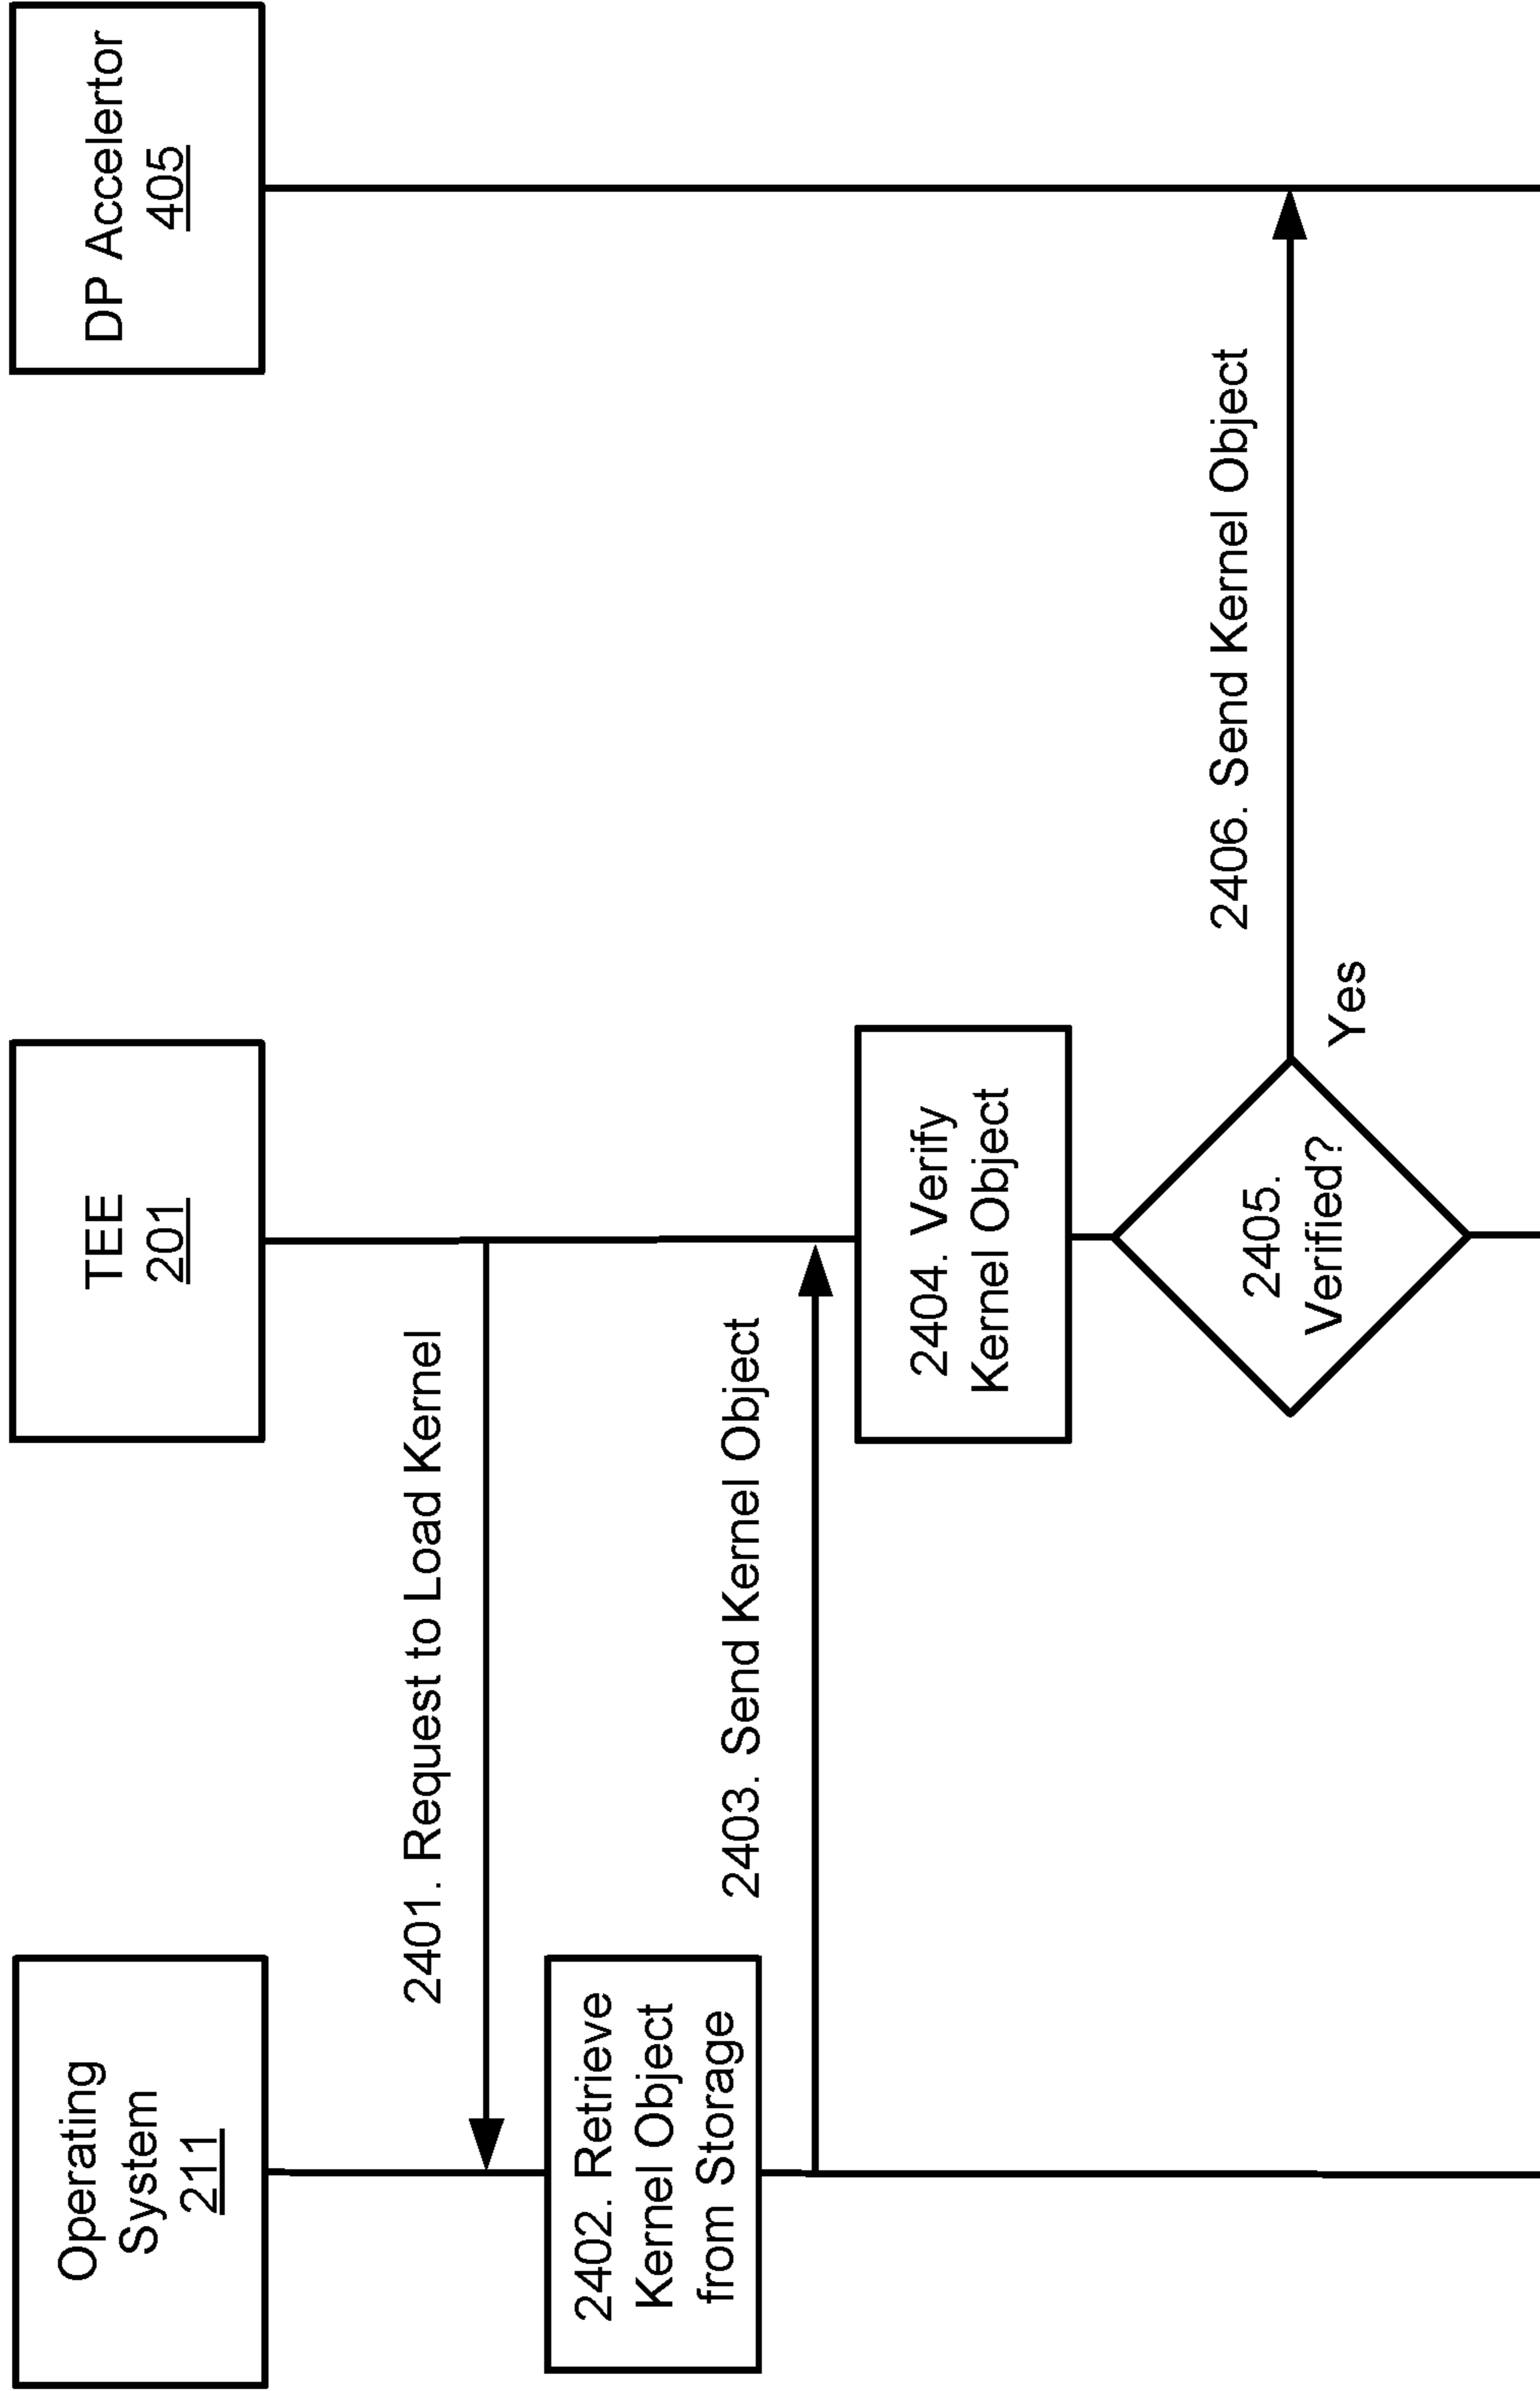 Operating
System
211
TEE
201
DP Accelertor
405
2401. Request to Load Kernel
2402. Retrieve
Kernel Object
from Storage
2403. Send Kernel Object
2404. Verify
Kernel Object
2405.
Verified?
Yes
2406. Send Kernel Object